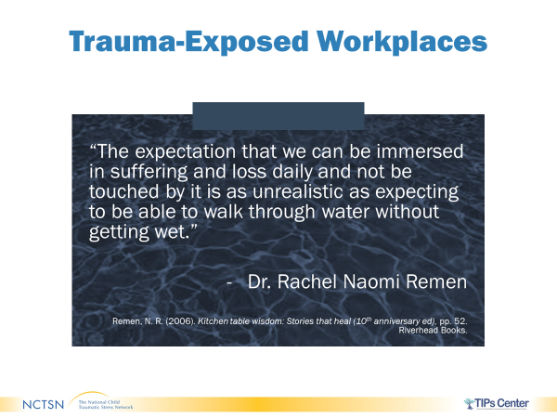 Trauma-Exposed Workplaces
“The expectation that we can be immersed
in suffering and loss daily and not be
touched by it is as unrealistic as expecting
to be able to walk through water without
getting wet.”
- Dr. Rachel Naomi Remen
Remen, N. R. (2006). Kitchen table wisdom: Stories that heal (10th anniversary ed), pp. 52.
Riverhead Books.
NCTSN
The National Child
Traumatic Stress Network
TIPs Center